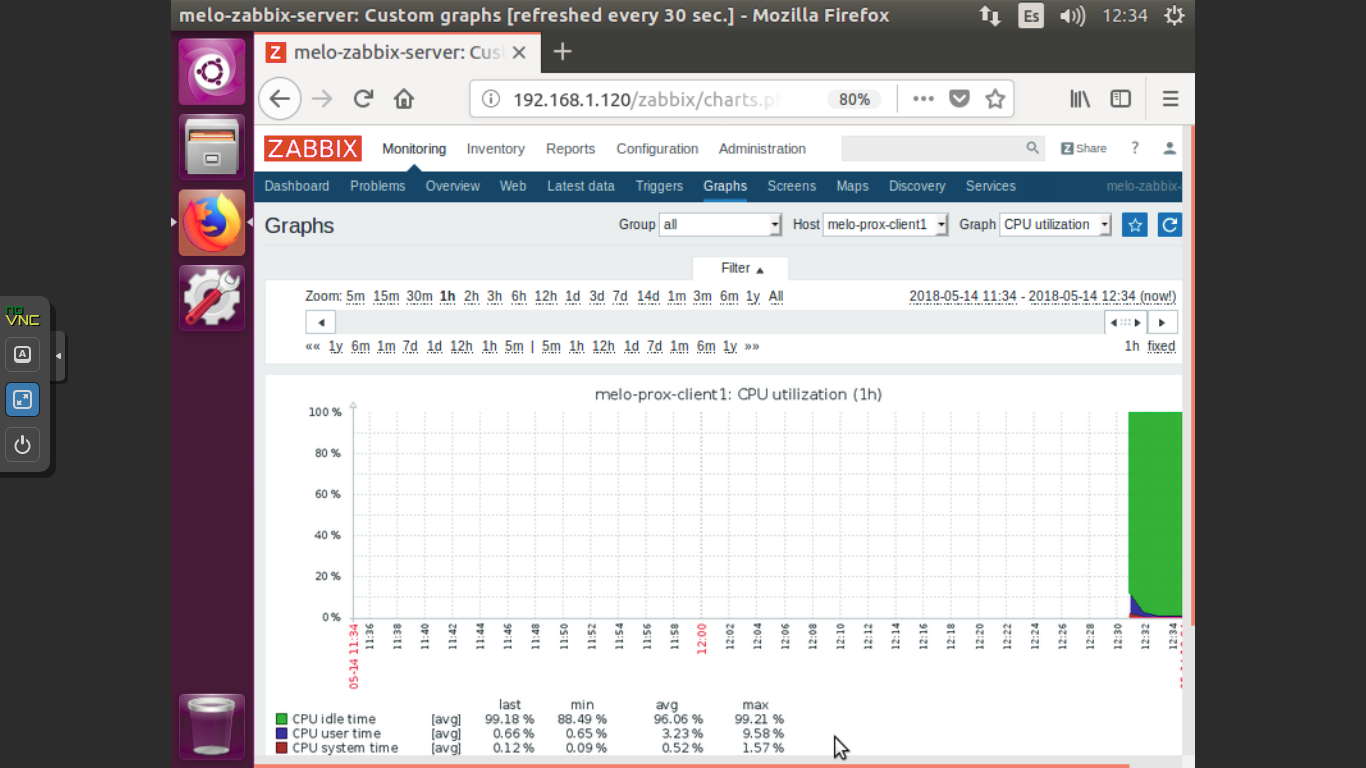 melo-zabbix-server: Custom graphs [refreshed every 30 sec.] - Mozilla Firefox Es 12:34
Z melo-zabbix-server: Cus
192.168.1.120/zabbix/charts.p 80%
ZABBIX Monitoring Inventory Reports Configuration Administration Z Share ?
Dashboard Problems Overview Web Latest data Triggers Graphs Screens Maps Discovery Services melo-zabbix-
Graphs Group all Host melo-prox-client1 Graph CPU utilization
Filter
Zoom: 5m 15m 30m 1h 2h 3h 6h 12h 1d 3d 7d 14d 1m 3m 6m 1y All 2018-05-14 11:34 - 2018-05-14 12:34 (now!)
«« 1y 6m 1m 7d 1d 12h 1h 5m | 5m 1h 12h 1d 7d 1m 6m 1y »» 1h fixed
no
VNC
A
melo-prox-client1: CPU utilization (1h)
100 %
80 %
60 %
40 %
20 %
0 %
05-14 11:34 11:36 11:38 11:40 11:42 11:44 11:46 11:48 11:50 11:52 11:54 11:56 11:58 12:00 12:02 12:04 12:06 12:08 12:10 12:12 12:14 12:16 12:18 12:20 12:22 12:24 12:26 12:28 12:30 12:32 12:34
last min avg max
CPU idle time [avg] 99.18 % 88.49 % 96.06 % 99.21 %
CPU user time [avg] 0.66 % 0.65 % 3.23 % 9.58 %
CPU system time [avg] 0.12 % 0.09 % 0.52 % 1.57 %